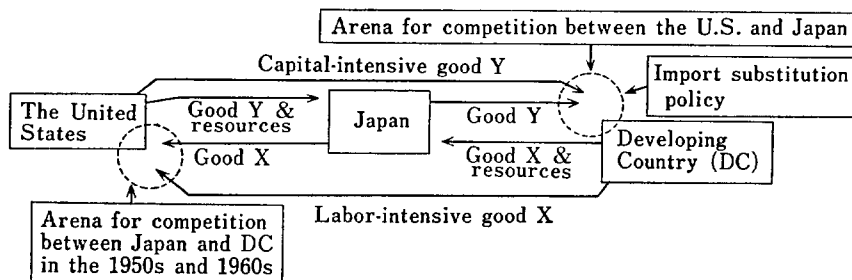 Arena for competition between the U.S. and Japan
Capital-intensive good Y
Import substitution
policy
The United
States
Good Y &
resources
Japan
Good Y
Good X
Good X &
resources
Developing
Country (DC)
Labor-intensive good X
Arena for competition
between Japan and DC
in the 1950s and 1960s